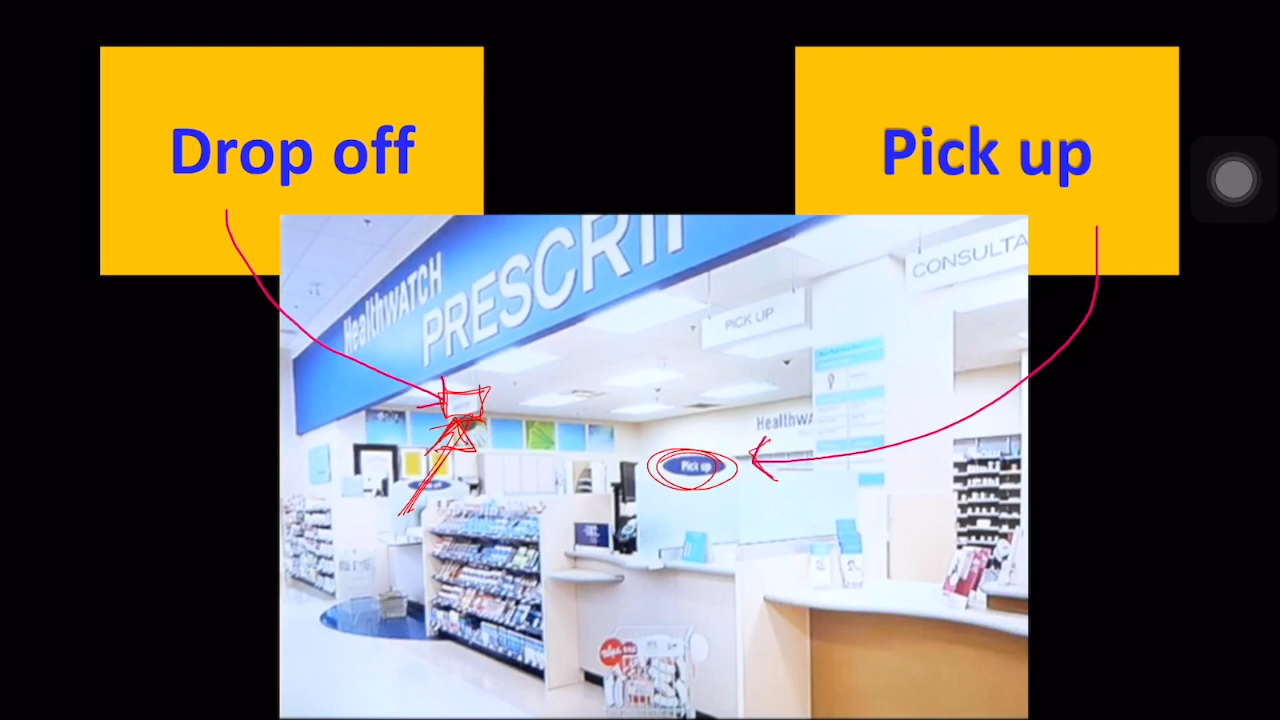 Drop off
Pick up
HealthWATCH
PRESCRI
PICK UP
CONSULTA
HealthWA
Pick up